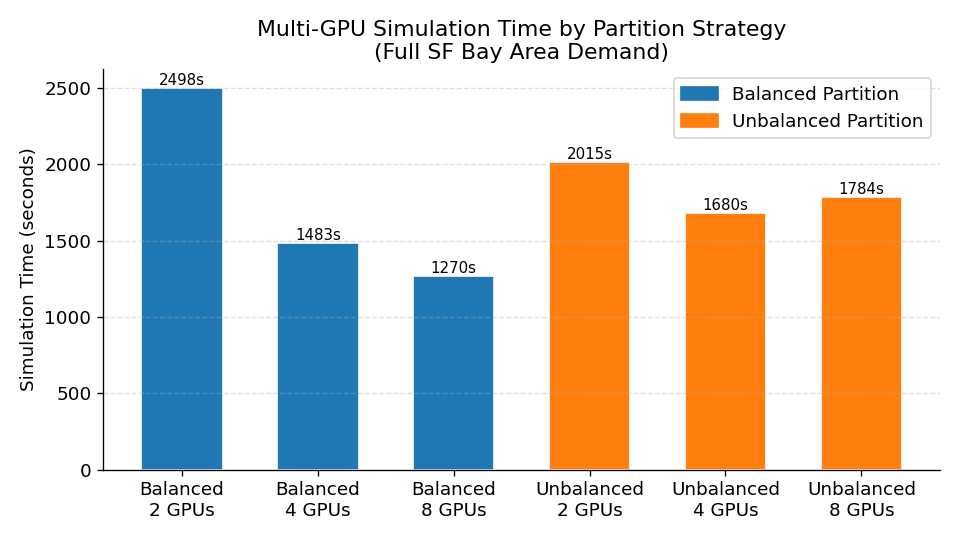 Multi-GPU Simulation Time by Partition Strategy
(Full SF Bay Area Demand)
Balanced Partition
Unbalanced Partition
Simulation Time (seconds)
2500
2000
1500
1000
500
0
2498s
1483s
1270s
2015s
1680s
1784s
Balanced
2 GPUs
Balanced
4 GPUs
Balanced
8 GPUs
Unbalanced
2 GPUs
Unbalanced
4 GPUs
Unbalanced
8 GPUs